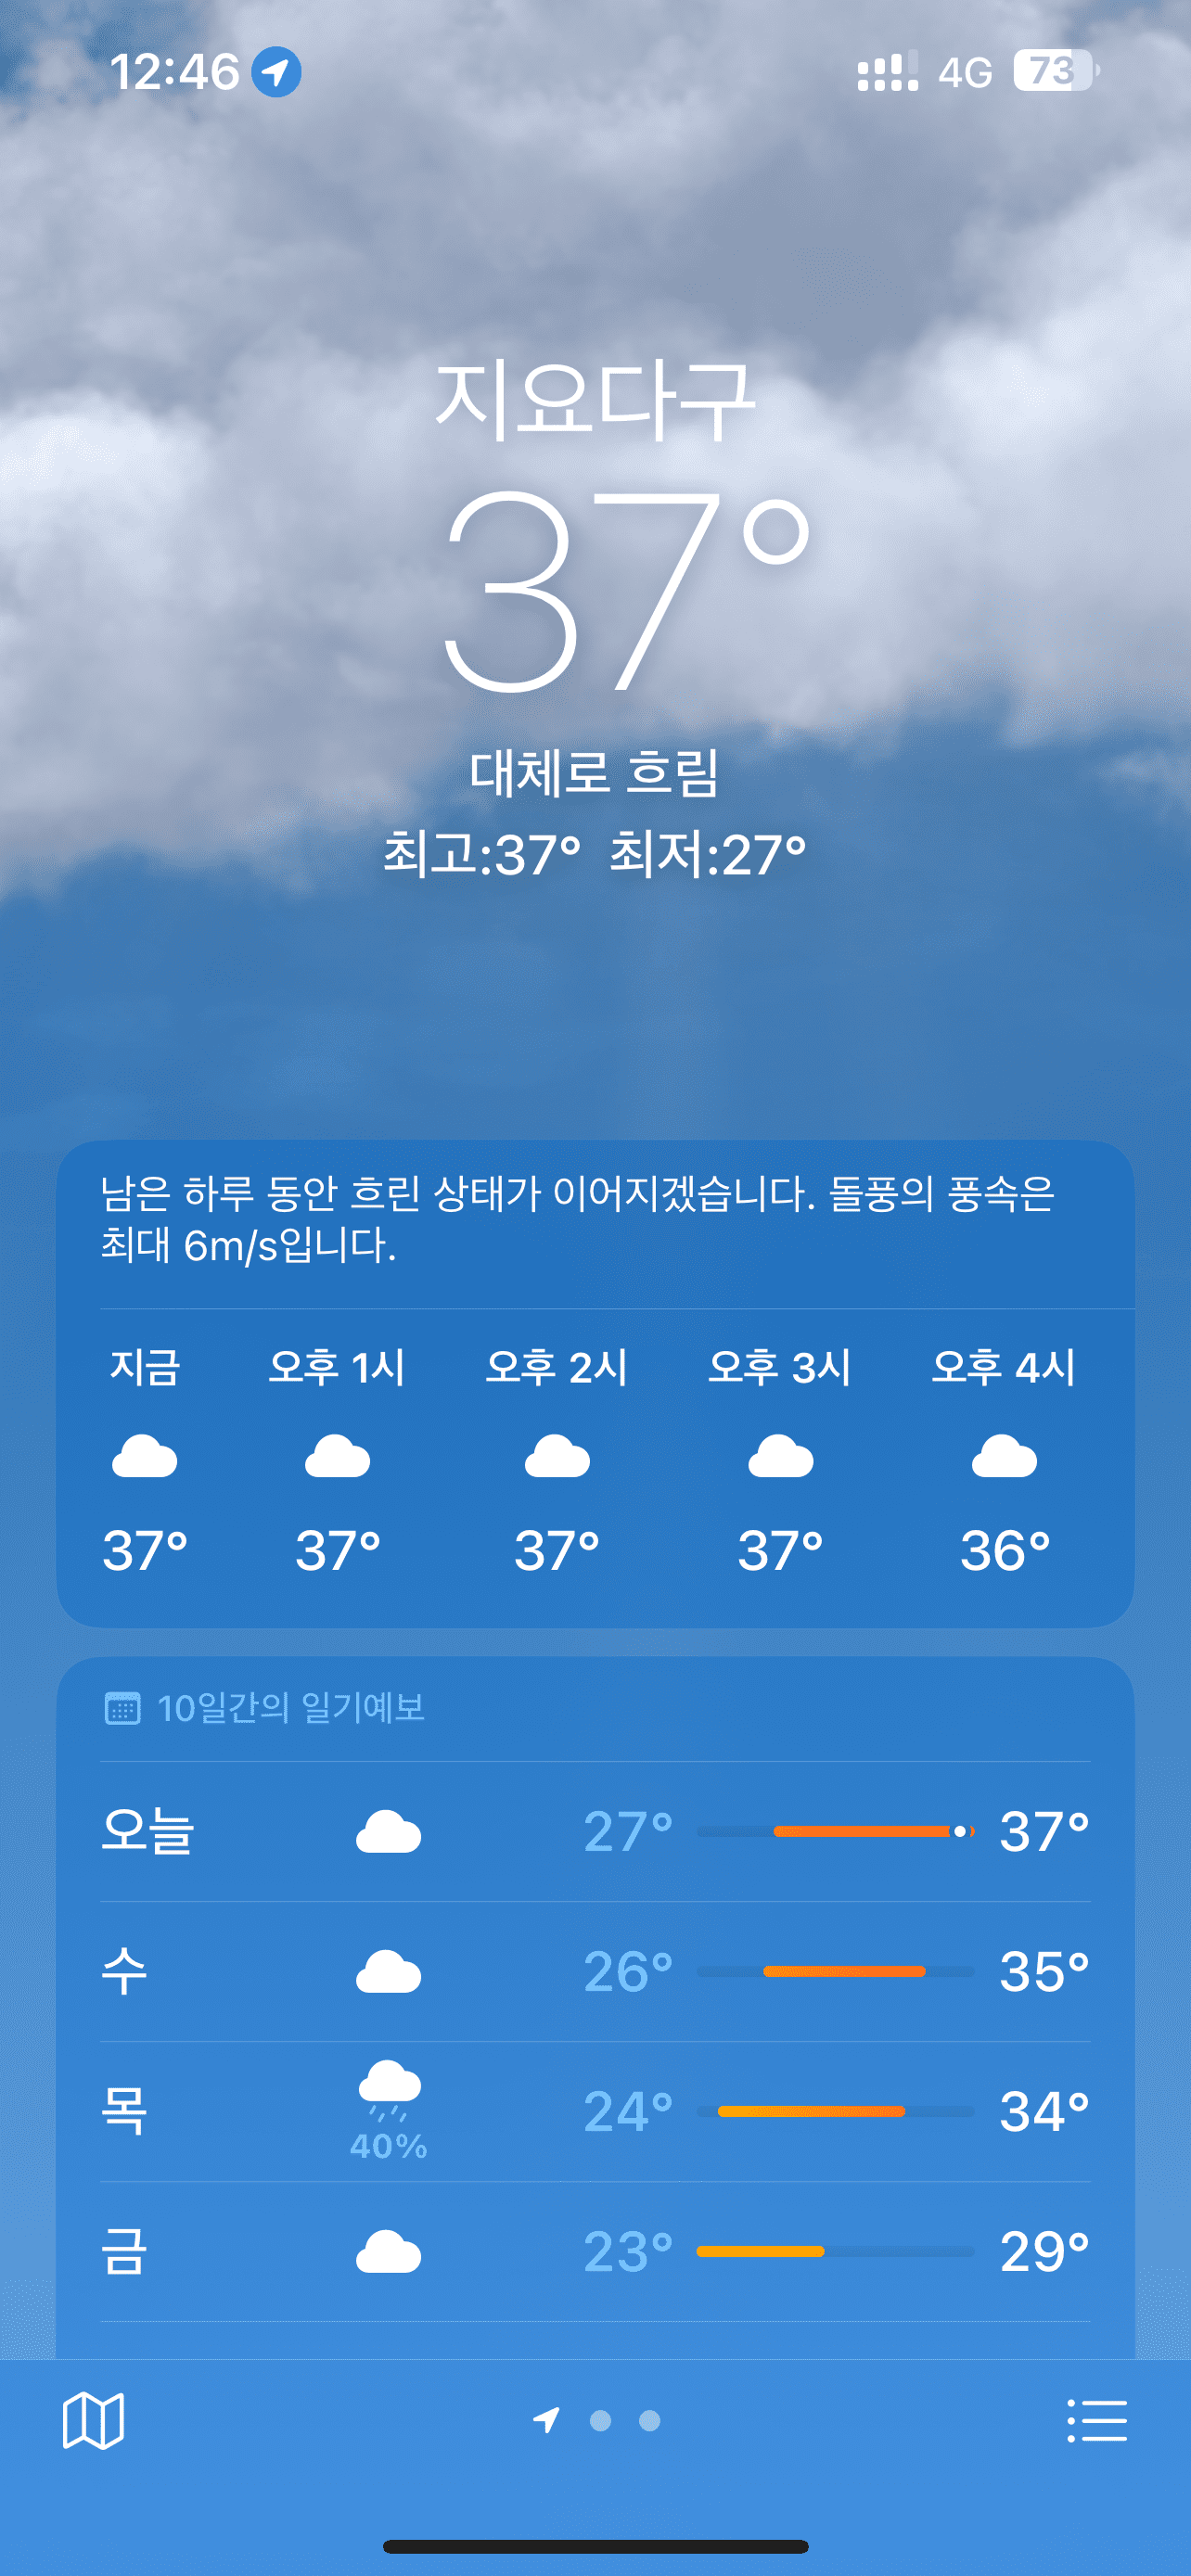 12:46 4G 73
지요다구
37°
대체로 흐림
최고:37° 최저:27°
남은 하루 동안 흐린 상태가 이어지겠습니다. 돌풍의 풍속은
최대 6m/s입니다.
지금 오후 1시 오후 2시 오후 3시 오후 4시
37° 37° 37° 37° 36°
10일간의 일기예보
오늘 27° 37°
수 26° 35°
목 40% 24° 34°
금 23° 29°